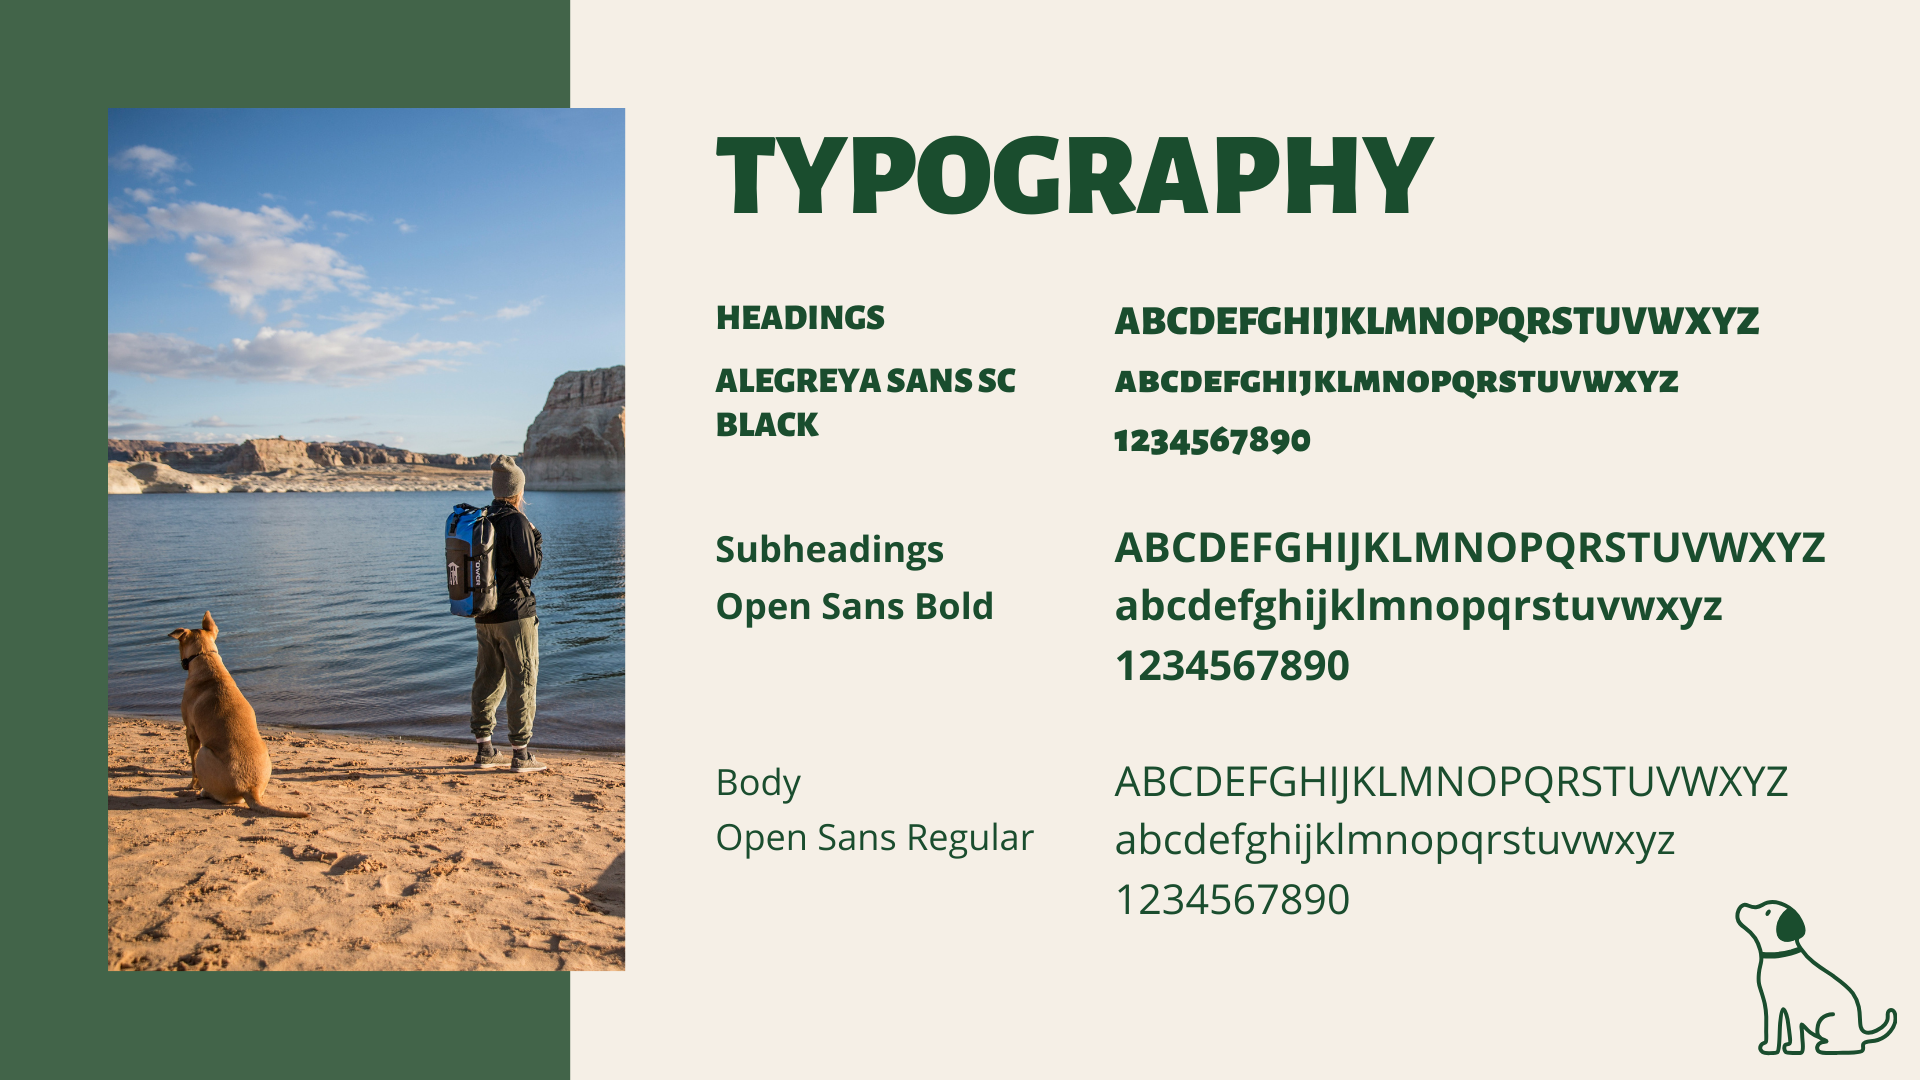 TYPOGRAPHY
HEADINGS
ALEGREYA SANS SC
BLACK
ABCDEFGHIJKLMNOPQRSTUVWXYZ
ABCDEFGHIJKLMNOPQRSTUVWXYZ
1234567890
Subheadings
Open Sans Bold
ABCDEFGHIJKLMNOPQRSTUVWXYZ
abcdefghijklmnopqrstuvwxyz
1234567890
Body
Open Sans Regular
ABCDEFGHIJKLMNOPQRSTUVWXYZ
abcdefghijklmnopqrstuvwxyz
1234567890